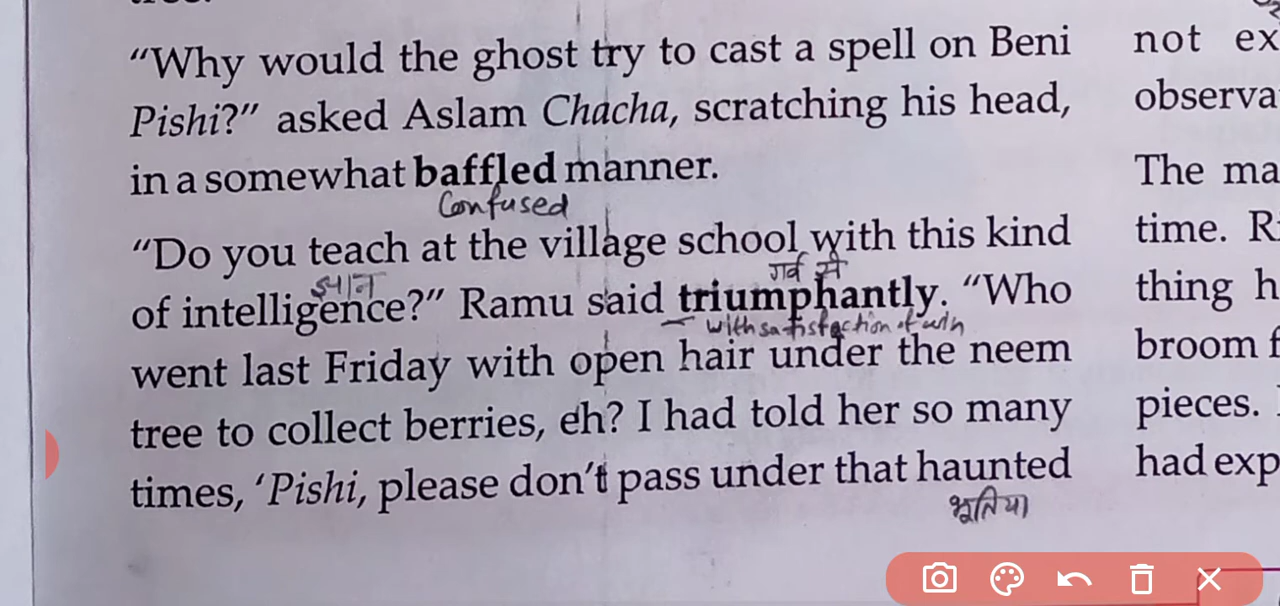 tree.
"Why would the ghost try to cast a spell on Beni
Pishi?" asked Aslam Chacha, scratching his head,
in a somewhat baffled manner.
Confused
"Do you teach at the village school with this kind
गर्व से
of intelligence?" Ramu said triumphantly. "Who
with satisfaction of win
went last Friday with open hair under the neem
tree to collect berries, eh? I had told her so many
times, 'Pishi, please don't pass under that haunted
भूतिया
not ex
observa
The ma
time. R
thing h
broom f
pieces.
had exp